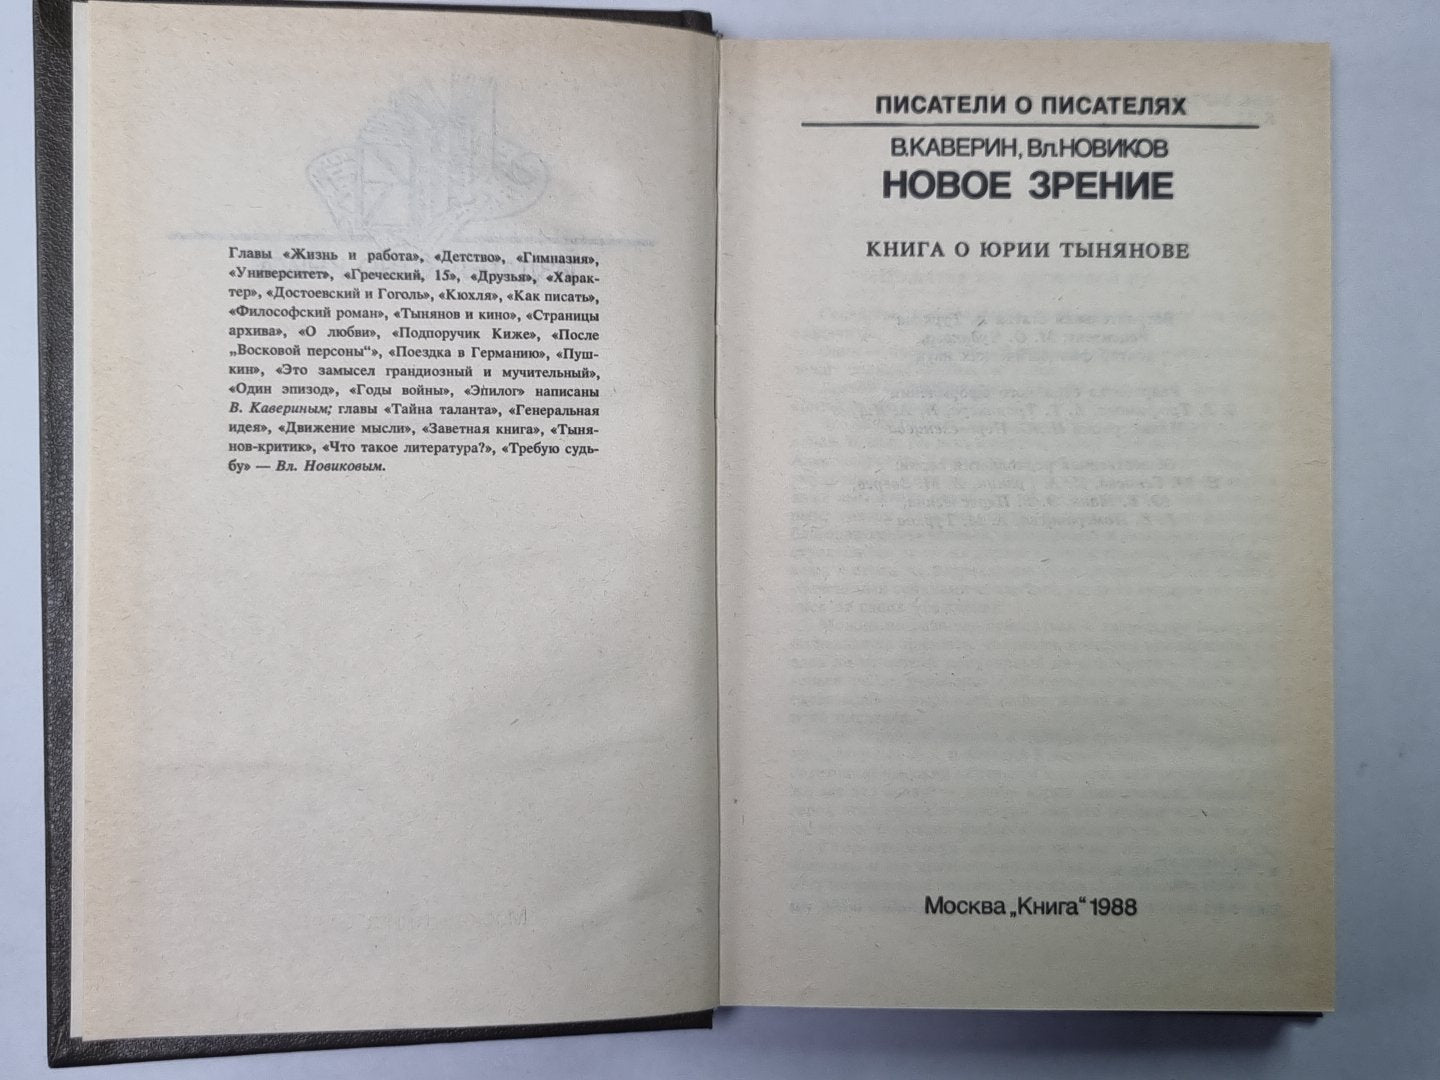 Главы «Жизнь и работа», «Детство», «Гимназия»,
«Университет», «Греческий, 15», «Друзья», «Харак-
тер», «Достоевский и Гоголь», «Кюхля», «Как писать»,
«Философский роман», «Тынянов и кино», «Страницы
архива», «О любви», «Подпоручик Киже», «После
„Восковой персоны“», «Поездка в Германию», «Пуш-
кин», «Это замысел грандиозный и мучительный»,
«Один эпизод», «Годы войны», «Эпилог» написаны
В. Кавериным; главы «Тайна таланта», «Генеральная
идея», «Движение мысли», «Заветная книга», «Тыня-
нов-критик», «Что такое литература?», «Требую судь-
бу» — Вл. Новиковым.
ПИСАТЕЛИ О ПИСАТЕЛЯХ
В.КАВЕРИН, Вл.НОВИКОВ
НОВОЕ ЗРЕНИЕ
КНИГА О ЮРИИ ТЫНЯНОВЕ
Москва „Книга“ 1988